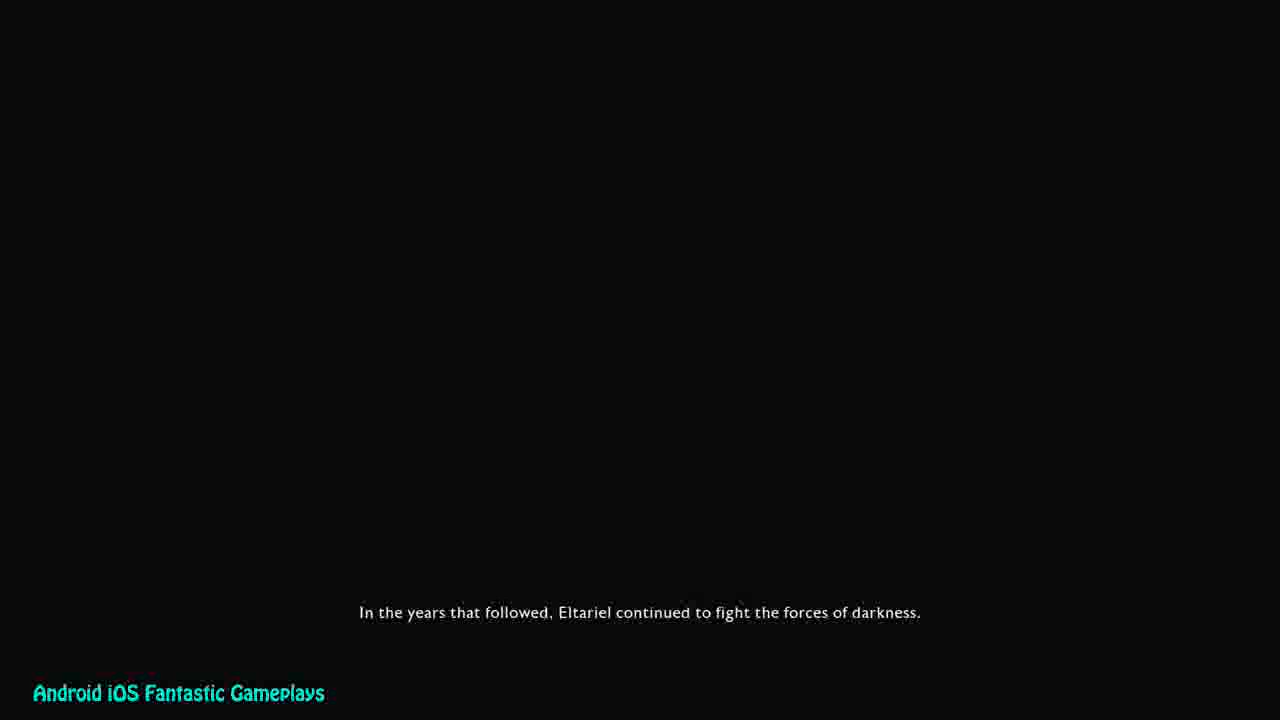 In the years that followed, Eltariel continued to fight the forces of darkness.
Android iOS Fantastic Gameplays